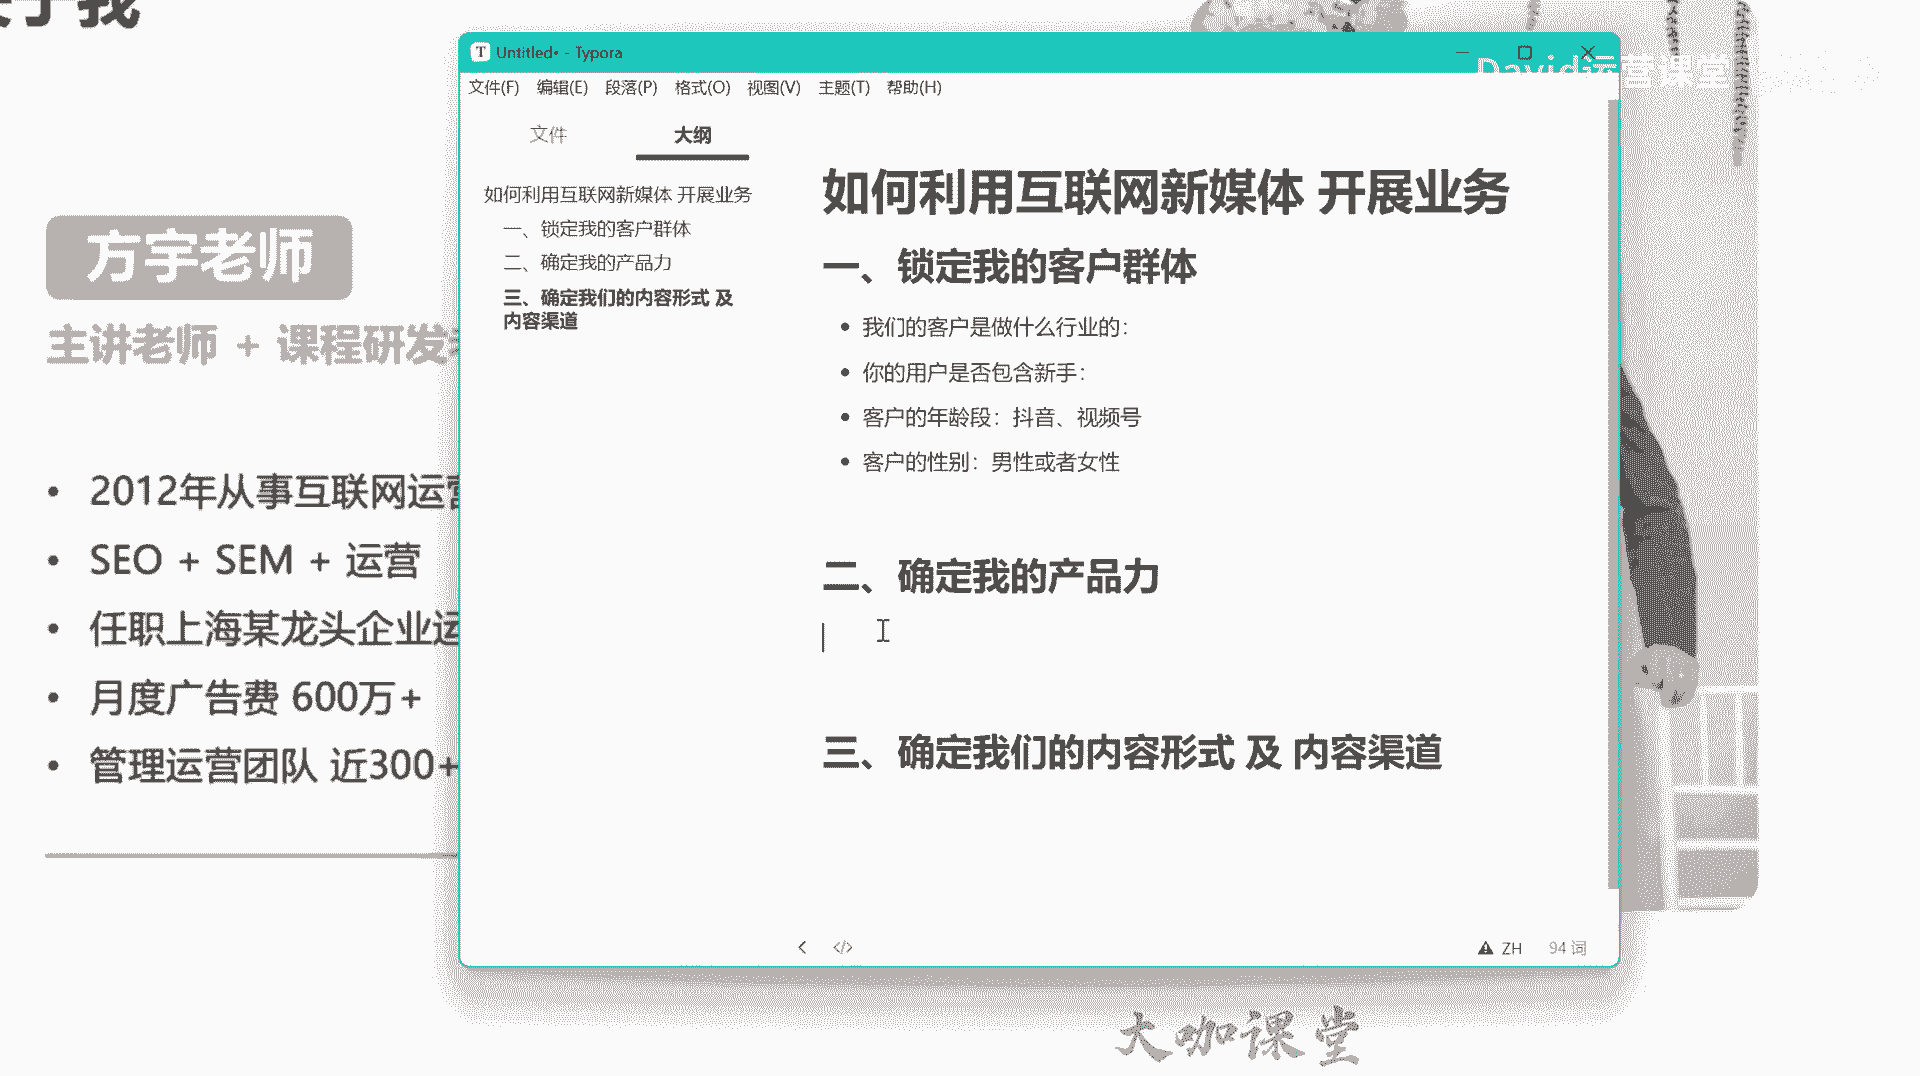 关于我
方宇老师
主讲老师 + 课程研发
2012年从事互联网运营
SEO + SEM + 运营
任职上海某龙头企业运
月度广告费 600万+
管理运营团队 近300+
Untitled• - Typora
David运营课堂
文件(F) 编辑(E) 段落(P) 格式(O) 视图(V) 主题(T) 帮助(H)
文件 大纲
如何利用互联网新媒体 开展业务
一、锁定我的客户群体
二、确定我的产品力
三、确定我们的内容形式 及
内容渠道
如何利用互联网新媒体 开展业务
一、锁定我的客户群体
我们的客户是做什么行业的:
你的用户是否包含新手:
客户的年龄段: 抖音、视频号
客户的性别: 男性或者女性
二、确定我的产品力
三、确定我们的内容形式 及 内容渠道
ZH 94 词
大咖课堂